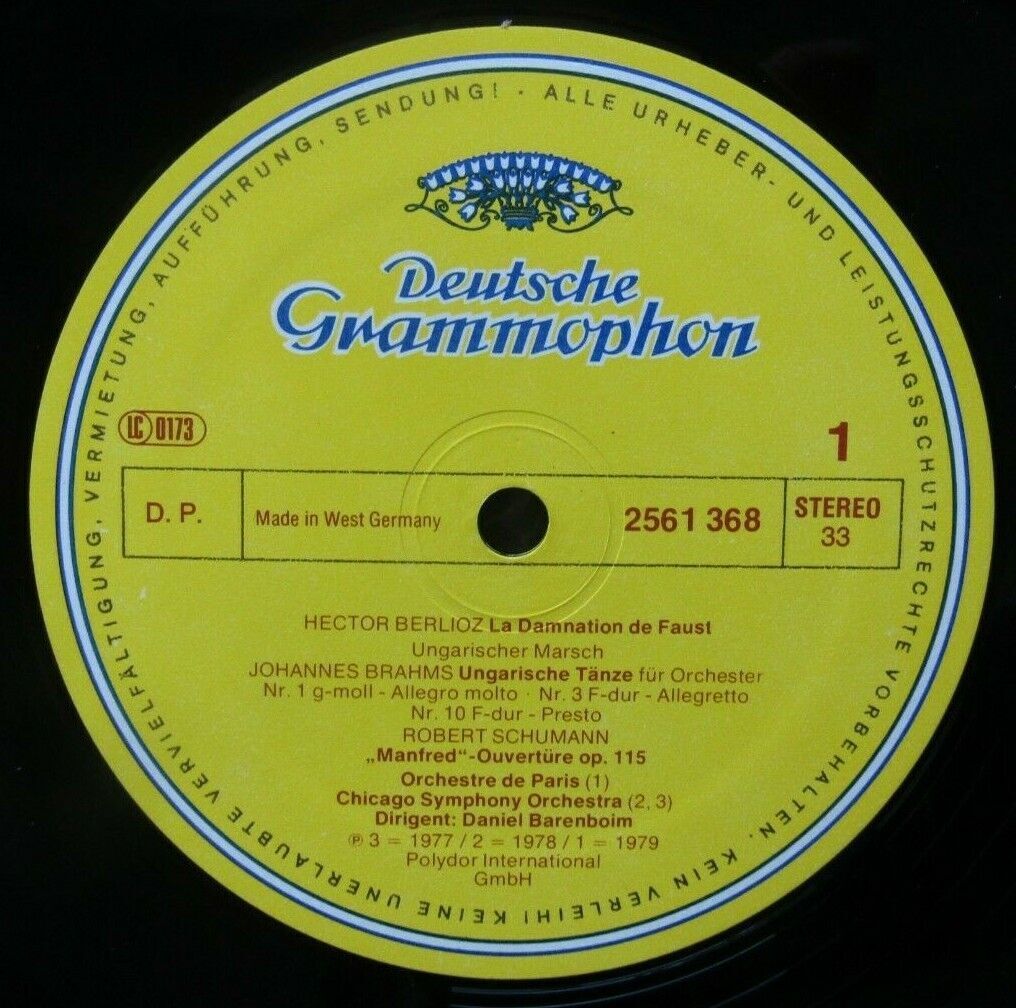 ALLE URHEBER- UND LEISTUNGSSCHUTZRECHTE VORBEHALTEN. KEIN VERLEIH! KEINE UNERLAUBTE VERVIELFÄLTIGUNG, VERMIETUNG, AUFFÜHRUNG, SENDUNG! ·
Deutsche
Grammophon
LC 0173
1
D. P.
Made in West Germany
2561 368
STEREO
33
HECTOR BERLIOZ La Damnation de Faust
Ungarischer Marsch
JOHANNES BRAHMS Ungarische Tänze für Orchester
Nr. 1 g-moll - Allegro molto · Nr. 3 F-dur - Allegretto
Nr. 10 F-dur - Presto
ROBERT SCHUMANN
„Manfred“-Ouvertüre op. 115
Orchestre de Paris (1)
Chicago Symphony Orchestra (2, 3)
Dirigent: Daniel Barenboim
℗ 3 = 1977 / 2 = 1978 / 1 = 1979
Polydor International
GmbH